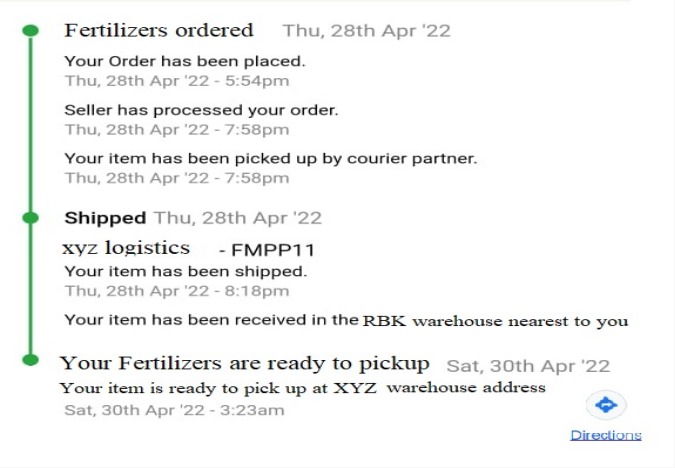 Fertilizers ordered Thu, 28th Apr '22
Your Order has been placed.
Thu, 28th Apr '22 - 5:54pm
Seller has processed your order.
Thu, 28th Apr '22 - 7:58pm
Your item has been picked up by courier partner.
Thu, 28th Apr '22 - 7:58pm
Shipped Thu, 28th Apr '22
xyz logistics - FMPP11
Your item has been shipped.
Thu, 28th Apr '22 - 8:18pm
Your item has been received in the RBK warehouse nearest to you
Your Fertilizers are ready to pickup Sat, 30th Apr '22
Your item is ready to pick up at XYZ warehouse address
Sat, 30th Apr '22 - 3:23am
Directions